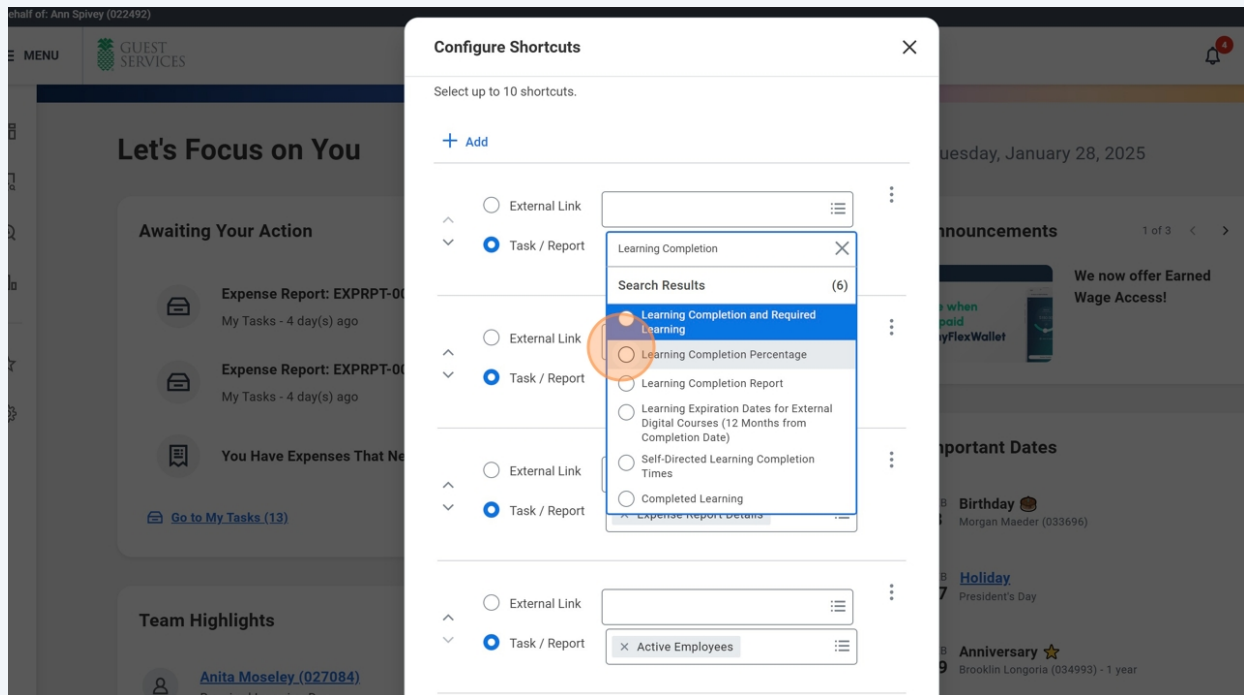 ehalf of: Ann Spivey (022492)
MENU
GUEST
SERVICES
4
Configure Shortcuts
Select up to 10 shortcuts.
Add
Let's Focus on You
uesday, January 28, 2025
External Link
Task / Report
Learning Completion
Search Results (6)
Learning Completion and Required
Learning
Learning Completion Percentage
Learning Completion Report
Learning Expiration Dates for External
Digital Courses (12 Months from
Completion Date)
Self-Directed Learning Completion
Times
Completed Learning
External Link
Task / Report
External Link
Task / Report
Expense Report Details
External Link
Task / Report
Active Employees
Awaiting Your Action
Expense Report: EXPRPT-00
My Tasks - 4 day(s) ago
Expense Report: EXPRPT-00
My Tasks - 4 day(s) ago
You Have Expenses That Ne
Go to My Tasks (13)
Team Highlights
Anita Moseley (027084)
nnouncements
1 of 3
when
paid
yFlexWallet
We now offer Earned
Wage Access!
portant Dates
Birthday
Morgan Maeder (033696)
Holiday
President's Day
Anniversary
Brooklin Longoria (034993) - 1 year